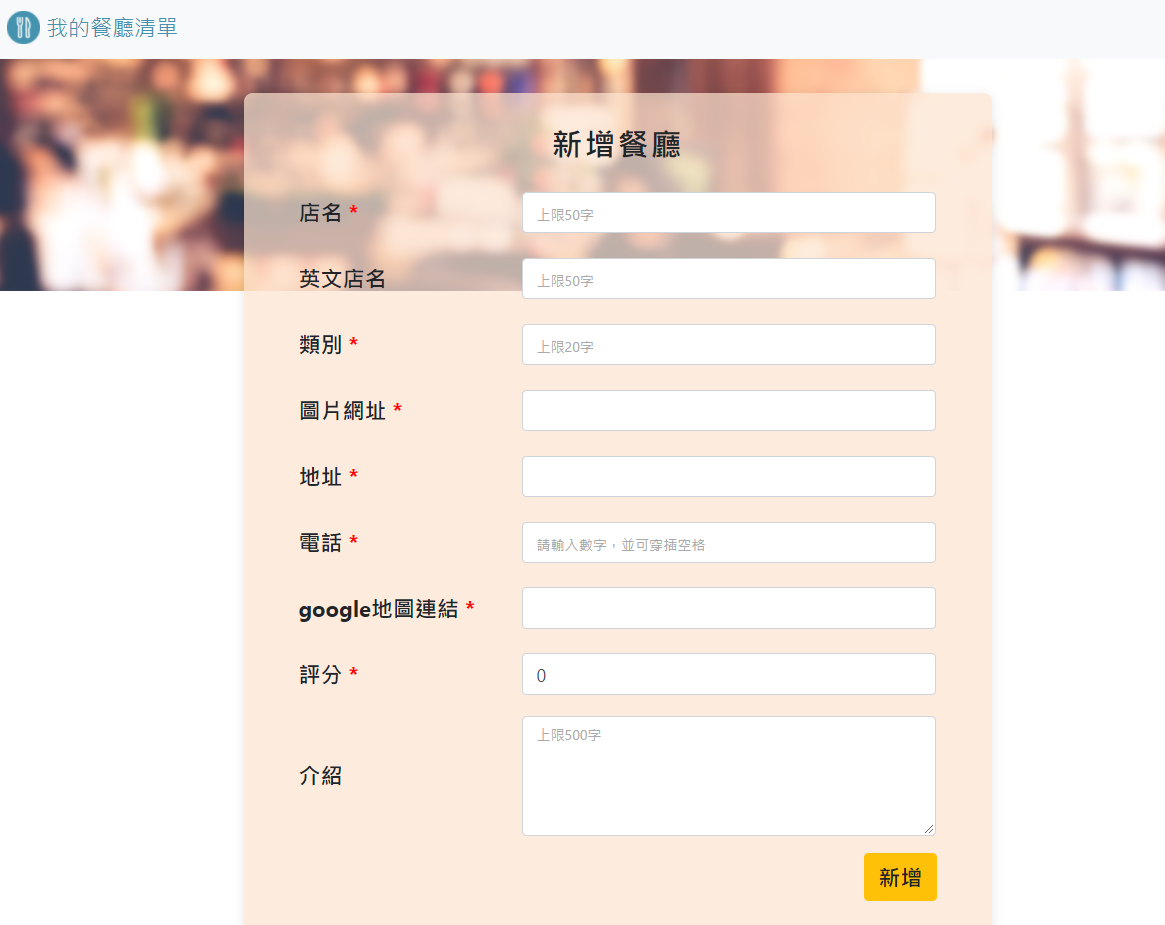 我的餐廳清單
新增餐廳
店名 *
上限50字
英文店名
上限50字
類別 *
上限20字
圖片網址 *
地址 *
電話 *
請輸入數字，並可穿插空格
google地圖連結 *
評分 *
0
介紹
上限500字
新增